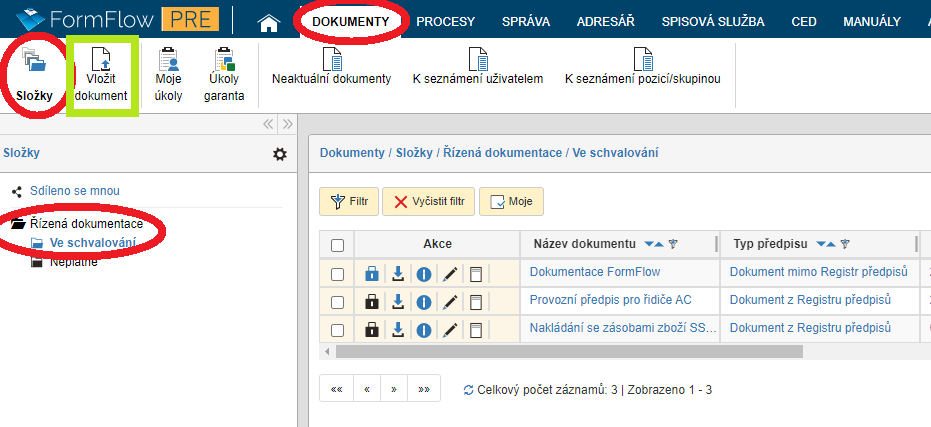 FormFlow PRE
DOKUMENTY PROCESY SPRÁVA ADRESÁŘ SPISOVÁ SLUŽBA CED MANUÁLY
Složky
Vložit dokument
Moje úkoly
Úkoly garanta
Neaktuální dokumenty
K seznámení uživatelem
K seznámení pozicí/skupinou
« »
Složky
Sdíleno se mnou
Řízená dokumentace
Ve schvalování
Neplatné
Dokumenty / Složky / Řízená dokumentace / Ve schvalování
Filtr Vyčistit filtr Moje
Akce Název dokumentu Typ předpisu
Dokumentace FormFlow Dokument mimo Registr předpisů
Provozní předpis pro řidiče AC Dokument z Registru předpisů
Nakládání se zásobami zboží SS... Dokument z Registru předpisů
«« « » »»
Celkový počet záznamů: 3 | Zobrazeno 1 - 3